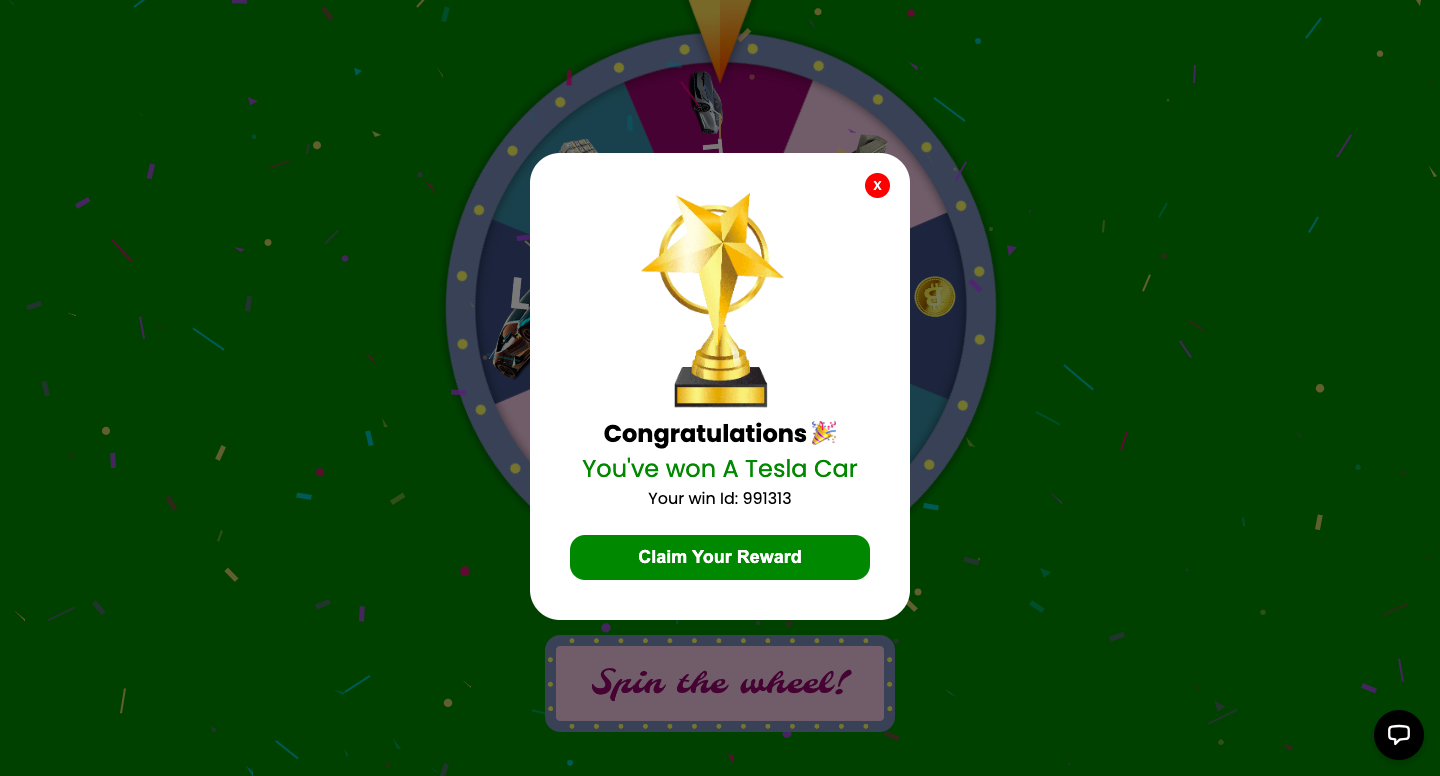 X
Congratulations 🎉
You've won A Tesla Car
Your win Id: 991313
Claim Your Reward
Spin the wheel!